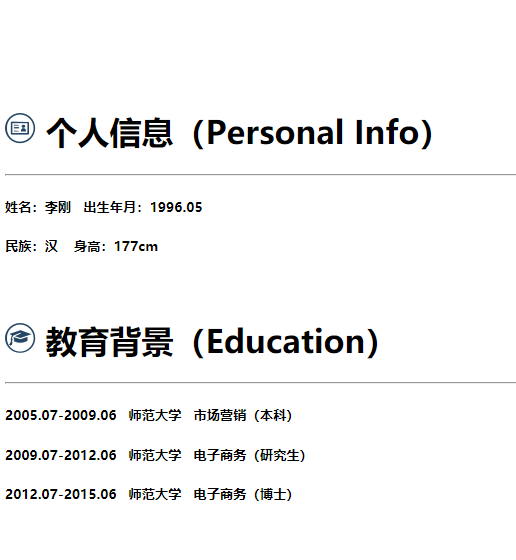 个人信息（Personal Info）
姓名：李刚 出生年月：1996.05
民族：汉 身高：177cm
教育背景（Education）
2005.07-2009.06 师范大学 市场营销（本科）
2009.07-2012.06 师范大学 电子商务（研究生）
2012.07-2015.06 师范大学 电子商务（博士）